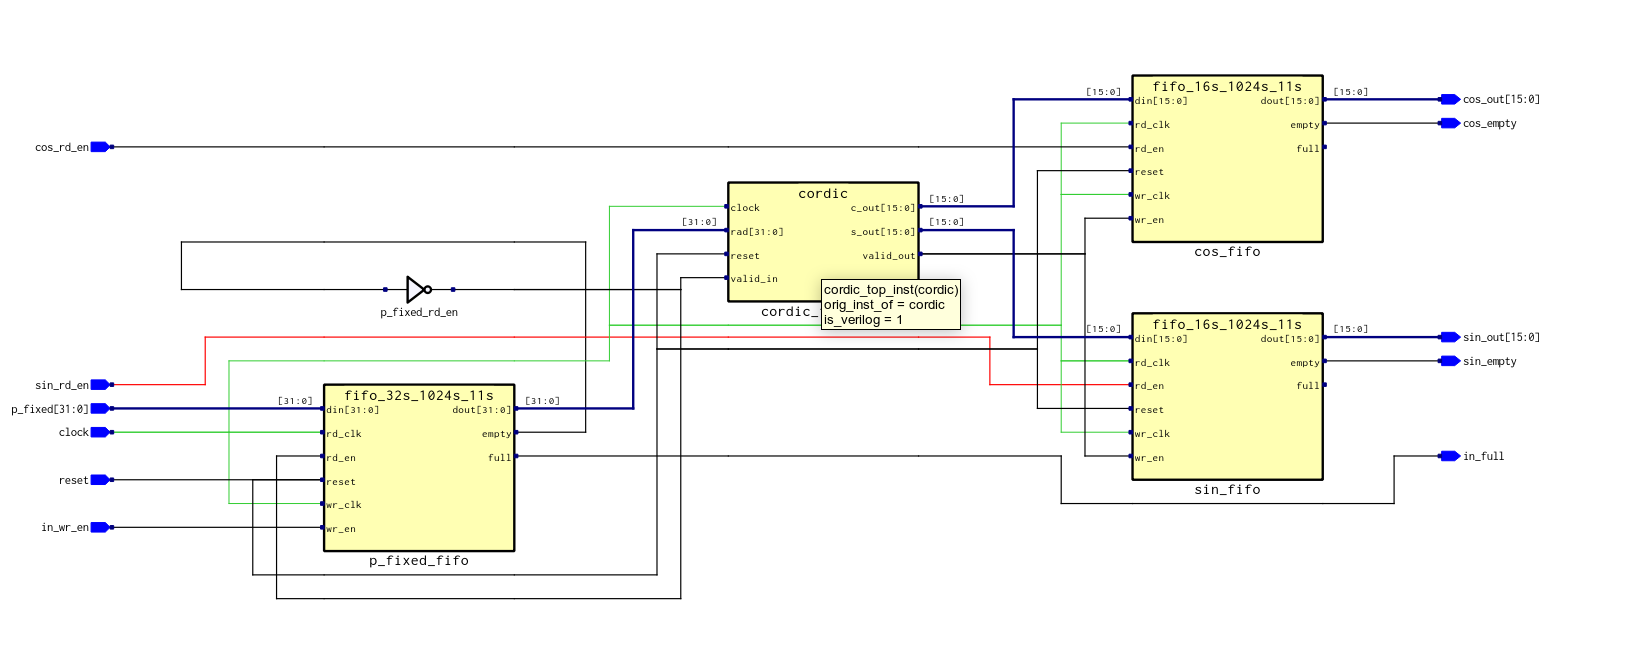 fifo_16s_1024s_11s
[15:0]
din[15:0]
dout[15:0]
[15:0]
cos_out[15:0]
rd_clk
empty
cos_empty
cos_rd_en
rd_en
full
reset
wr_clk
wr_en
cos_fifo
cordic
clock
c_out[15:0]
[15:0]
[31:0]
rad[31:0]
s_out[15:0]
[15:0]
reset
valid_out
valid_in
cordic_
cordic_top_inst(cordic)
orig_inst_of = cordic
is_verilog = 1
p_fixed_rd_en
fifo_16s_1024s_11s
[15:0]
din[15:0]
dout[15:0]
[15:0]
sin_out[15:0]
rd_clk
empty
sin_empty
rd_en
full
reset
wr_clk
wr_en
in_full
sin_fifo
sin_rd_en
fifo_32s_1024s_11s
p_fixed[31:0]
[31:0]
din[31:0]
dout[31:0]
[31:0]
clock
rd_clk
empty
rd_en
full
reset
reset
wr_clk
in_wr_en
wr_en
p_fixed_fifo